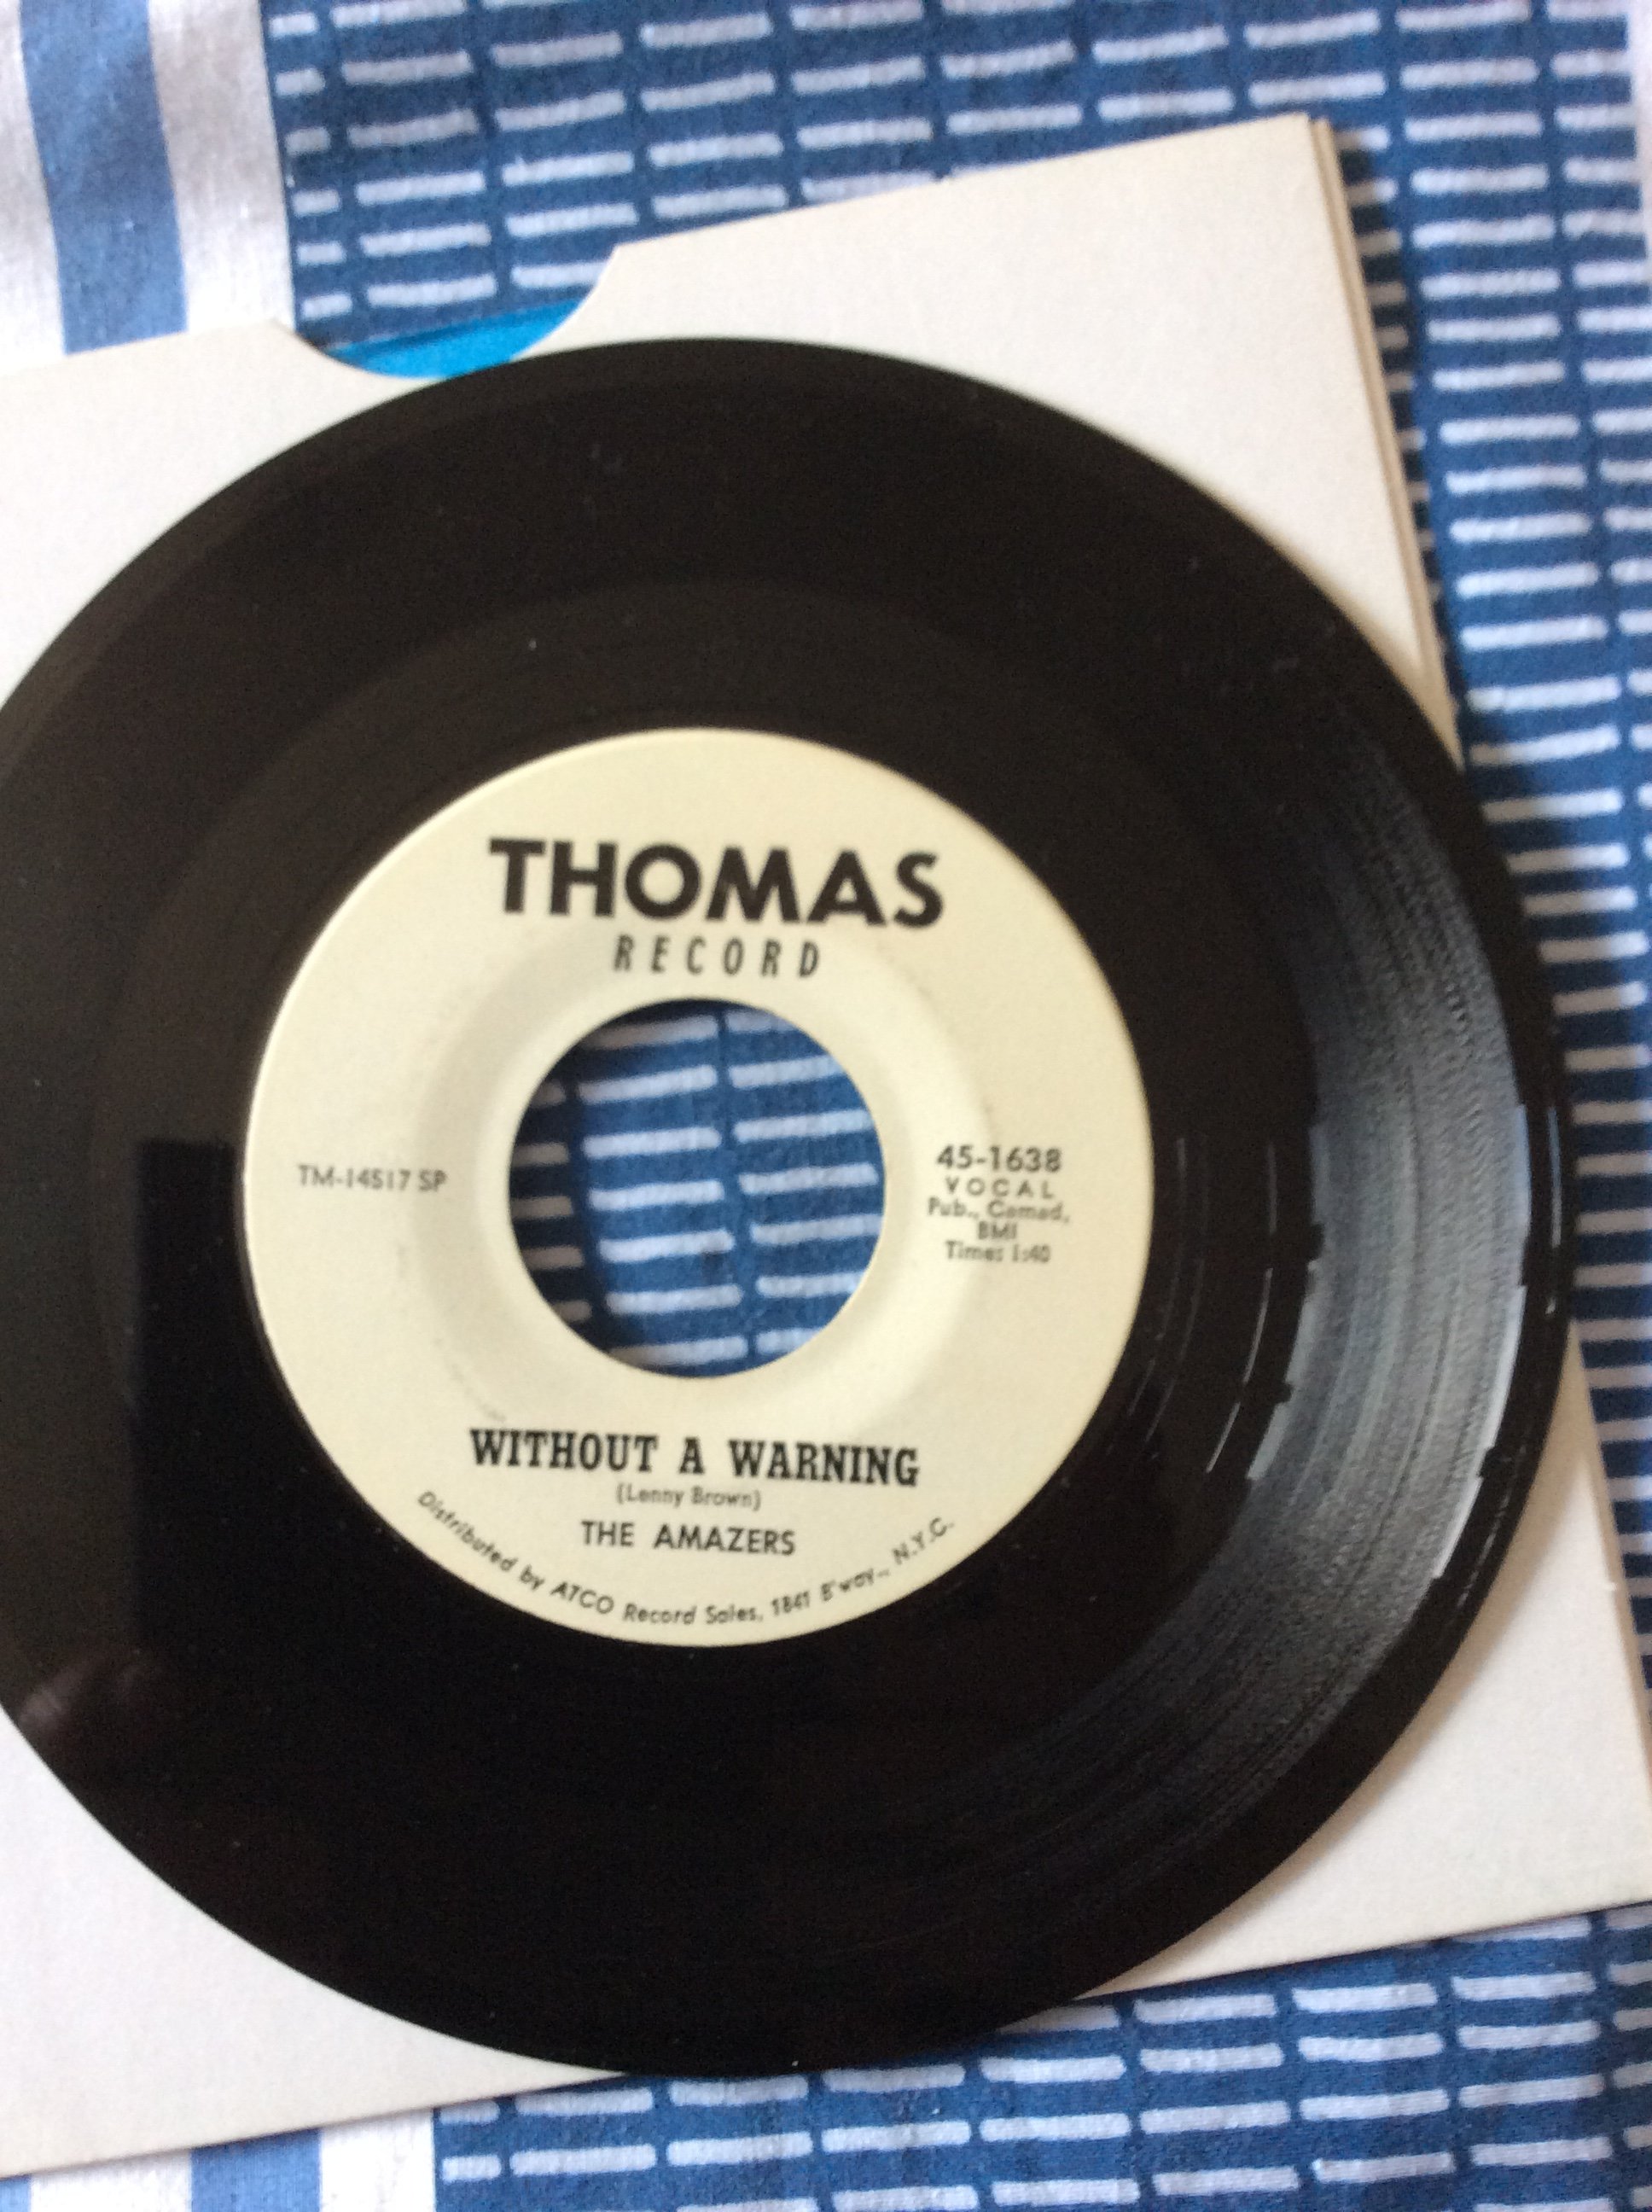 THOMAS
RECORD
TM-14517 SP
45-1638
VOCAL
Pub., Camad,
BMI
Time: 1:40
WITHOUT A WARNING
(Lenny Brown)
THE AMAZERS
Distributed by ATCO Record Sales, 1841 B'way., N.Y.C.